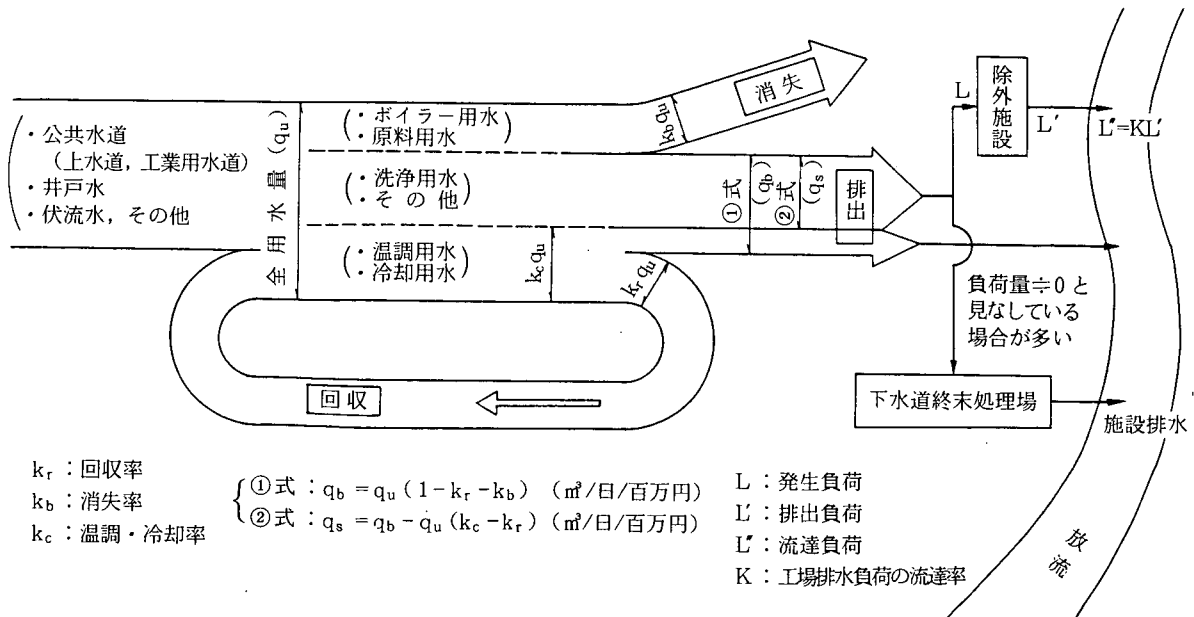 ・公共水道
(上水道，工業用水道)
・井戸水
・伏流水，その他
全用水量 (qu)
・ボイラー用水
・原料用水
・洗浄用水
・その他
・温調用水
・冷却用水
消失
kb qu
kc qu
kr qu
①式 (qb)
②式 (qs)
排出
回収
L
除外施設
L′
L″=KL′
負荷量≒0と
見なしている
場合が多い
下水道終末処理場
施設排水
放流
kr：回収率
kb：消失率
kc：温調・冷却率
①式：qb＝qu (1－kr－kb) (㎥/日/百万円)
②式：qs＝qb－qu (kc－kr) (㎥/日/百万円)
L：発生負荷
L′：排出負荷
L″：流達負荷
K：工場排水負荷の流達率